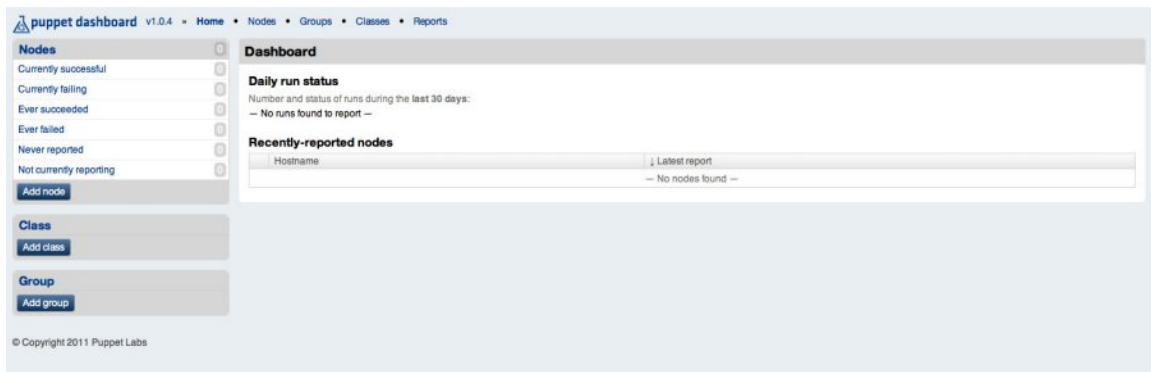 puppet dashboard v1.0.4 » Home • Nodes • Groups • Classes • Reports
Nodes 0
Currently successful 0
Currently failing 0
Ever succeeded 0
Ever failed 0
Never reported 0
Not currently reporting 0
Add node
Class
Add class
Group
Add group
© Copyright 2011 Puppet Labs
Dashboard
Daily run status
Number and status of runs during the last 30 days:
— No runs found to report —
Recently-reported nodes
Hostname ↓ Latest report
— No nodes found —